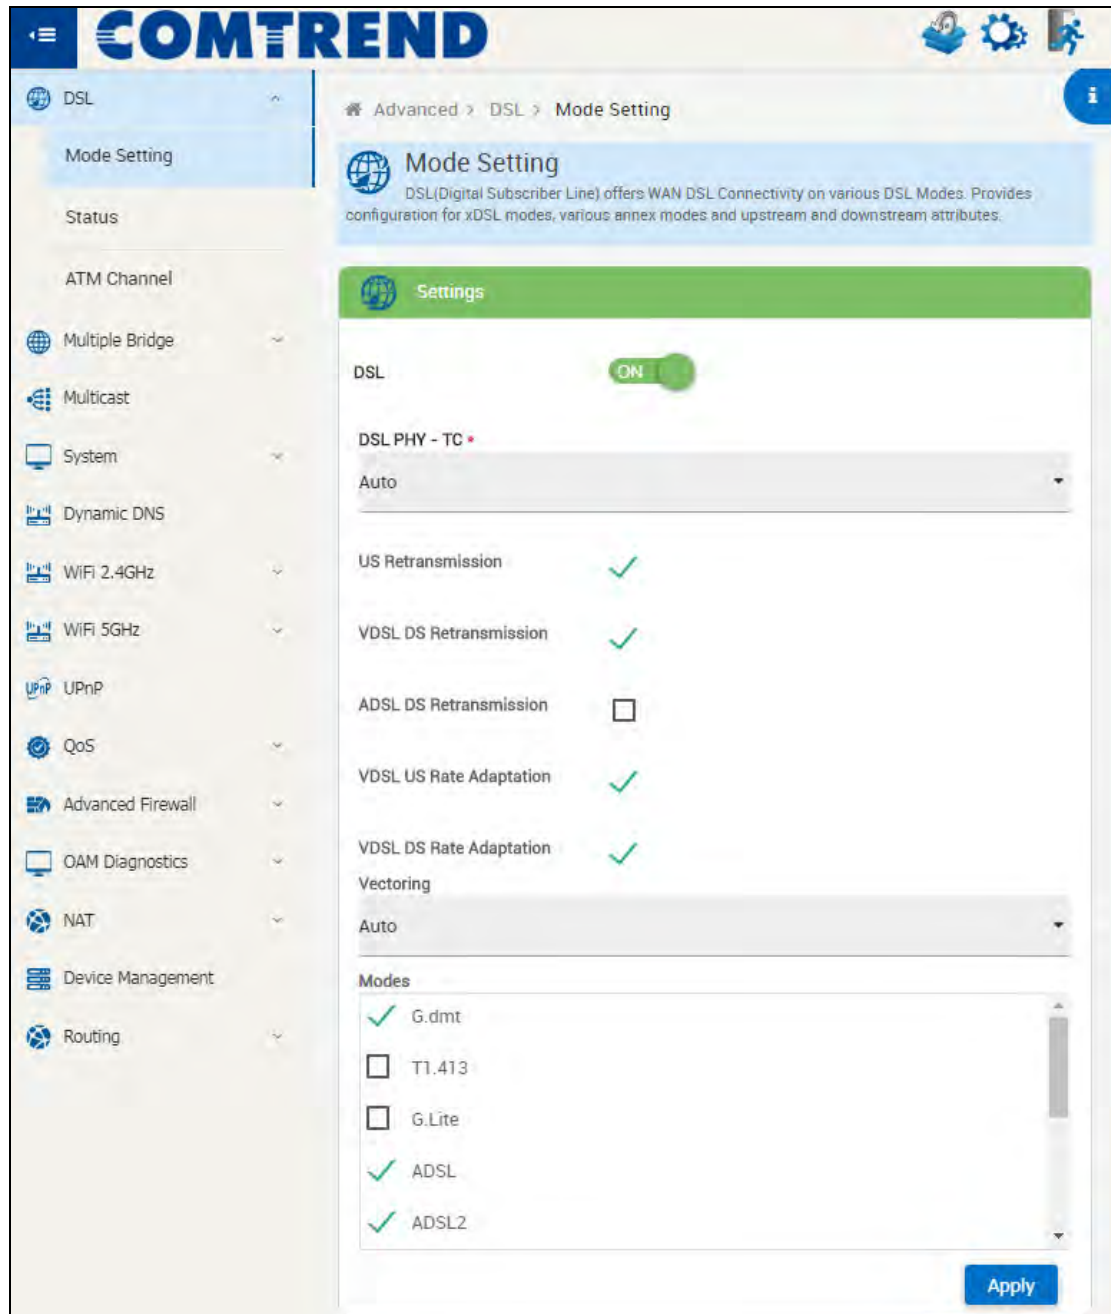 COMTREND
DSL
Mode Setting
Status
ATM Channel
Multiple Bridge
Multicast
System
Dynamic DNS
WiFi 2.4GHz
WiFi 5GHz
UPnP UPnP
QoS
Advanced Firewall
OAM Diagnostics
NAT
Device Management
Routing
i
Advanced > DSL > Mode Setting
Mode Setting
DSL(Digital Subscriber Line) offers WAN DSL Connectivity on various DSL Modes. Provides
configuration for xDSL modes, various annex modes and upstream and downstream attributes.
Settings
DSL ON
DSL PHY - TC *
Auto
US Retransmission
VDSL DS Retransmission
ADSL DS Retransmission
VDSL US Rate Adaptation
VDSL DS Rate Adaptation
Vectoring
Auto
Modes
G.dmt
T1.413
G.Lite
ADSL
ADSL2
Apply